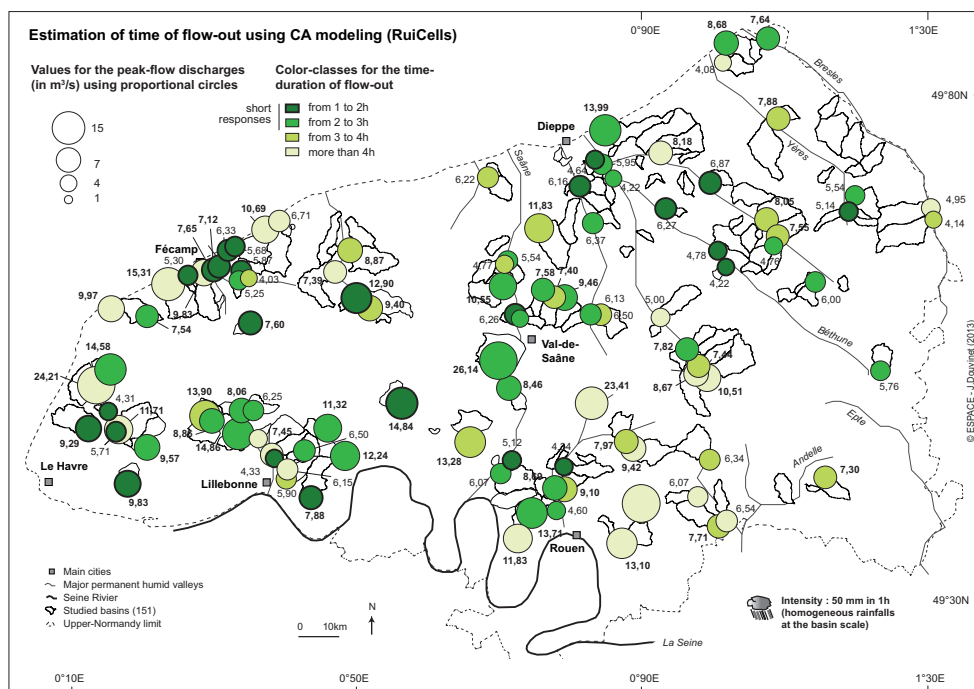 0°90E
1°30E
Estimation of time of flow-out using CA modeling (RuiCells)
Values for the peak-flow discharges
(in m³/s) using proportional circles
15
7
4
1
Color-classes for the time-
duration of flow-out
short
responses
from 1 to 2h
from 2 to 3h
from 3 to 4h
more than 4h
8,68
7,64
4,08
Bresles
49°80N
7,88
Yères
13,99
Dieppe
8,18
5,95
4,64
6,16
4,22
6,87
6,27
5,54
5,14
4,95
4,14
8,05
7,55
4,76
4,78
4,22
6,00
Béthune
5,76
Saâne
6,22
11,83
6,37
5,54
4,77
7,58
7,40
9,46
10,55
6,26
6,13
6,50
Val-de-
Saâne
5,00
7,82
7,44
8,67
10,51
10,69
6,71
7,12
7,65
6,33
Fécamp
5,68
5,87
5,30
4,03
5,25
15,31
9,83
9,97
7,54
7,60
7,39
8,87
12,90
9,40
14,58
24,21
4,31
11,71
5,71
9,29
9,57
Le Havre
9,83
13,90
8,06
6,25
8,86
14,86
7,45
11,32
6,50
12,24
4,33
Lillebonne
5,90
6,15
7,88
14,84
26,14
8,46
13,28
5,12
6,07
8,69
4,34
9,10
4,60
13,71
11,83
Rouen
23,41
7,97
9,42
13,10
6,34
6,07
6,54
7,71
Epte
Andelle
7,30
© ESPACE - J.Douvinet (2013)
Main cities
Major permanent humid valleys
Seine Rivier
Studied basins (151)
Upper-Normandy limit
N
0 10km
La Seine
Intensity : 50 mm in 1h
(homogeneous rainfalls
at the basin scale)
49°30N
0°10E
0°50E
0°90E
1°30E